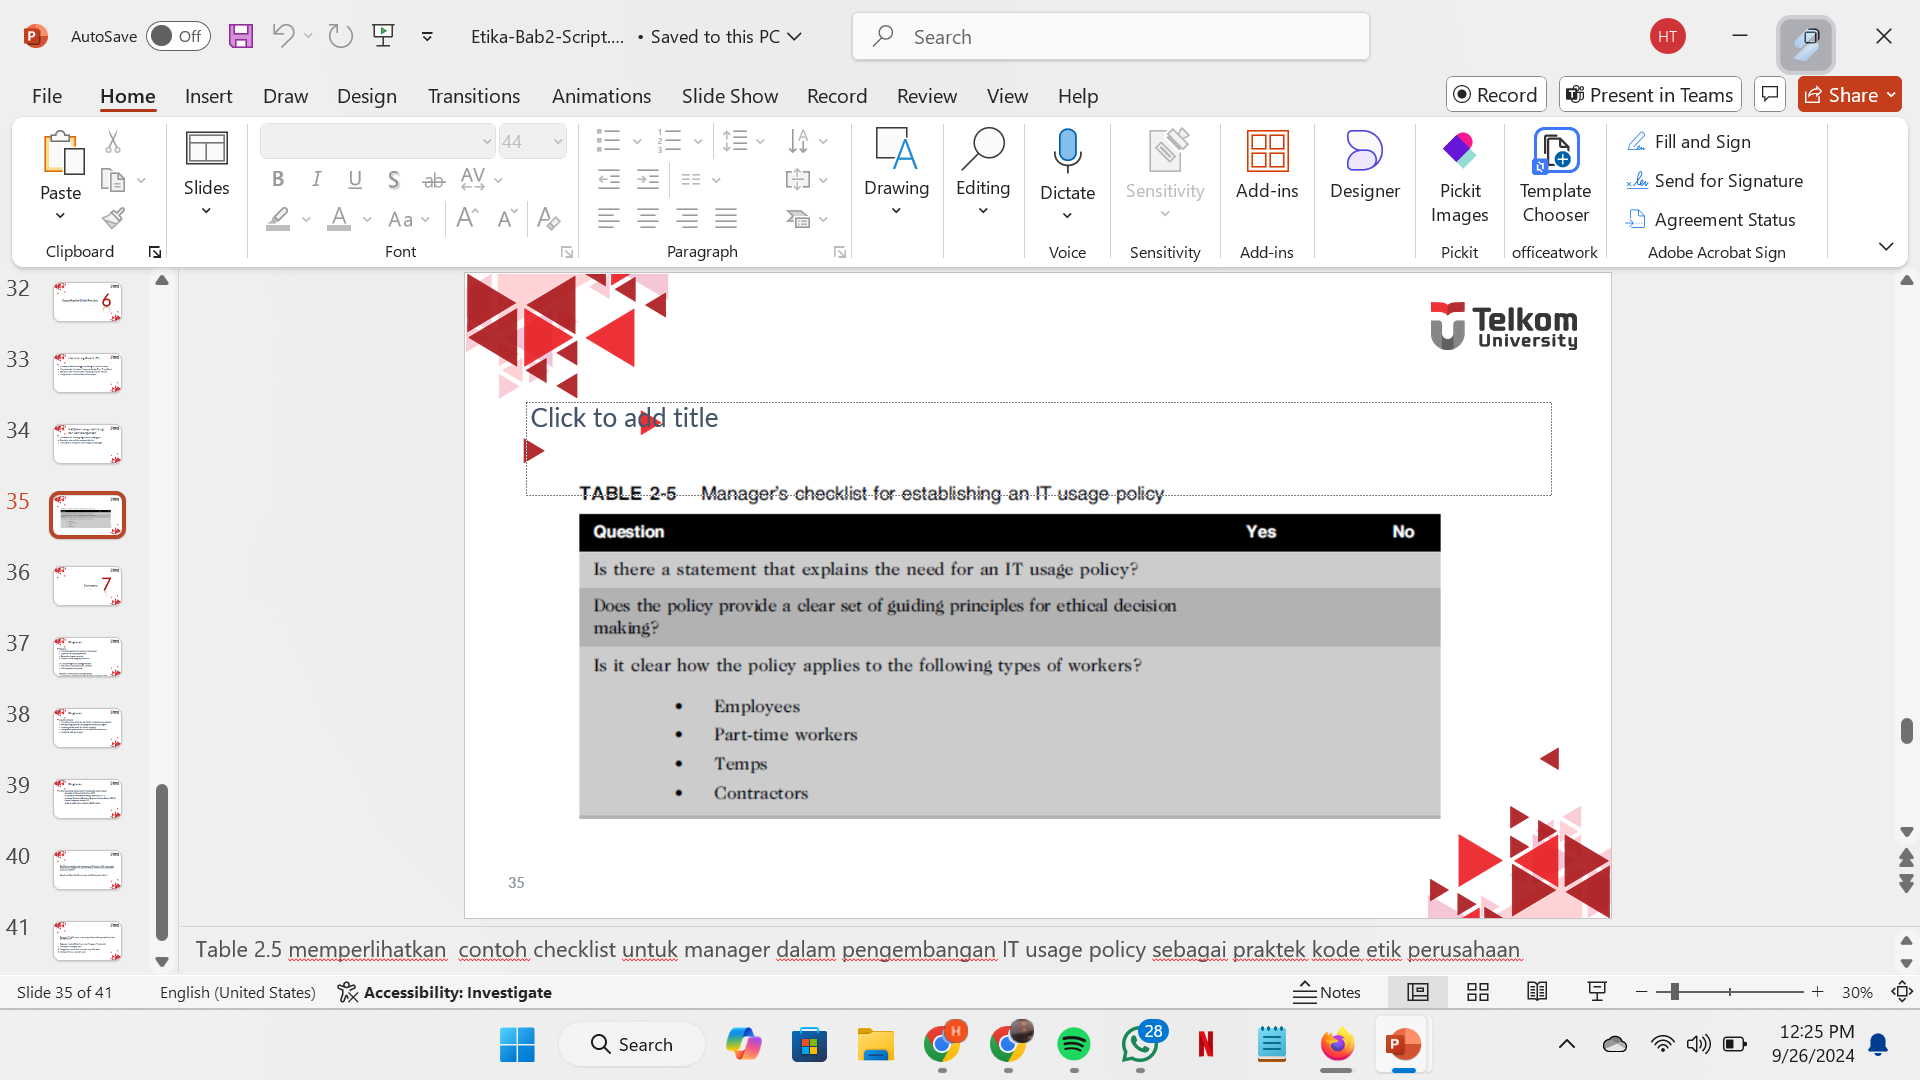 AutoSave Off Etika-Bab2-Script.... • Saved to this PC Search HT
File Home Insert Draw Design Transitions Animations Slide Show Record Review View Help Record Present in Teams Share
Paste
Slides
44
Drawing
Editing
Dictate
Sensitivity
Add-ins
Designer
Pickit
Images
Template
Chooser
Fill and Sign
Send for Signature
Agreement Status
Clipboard Font Paragraph Voice Sensitivity Add-ins Pickit officeatwork Adobe Acrobat Sign
32
33
34
35
36
37
38
39
40
41
6
7
Telkom
University
Click to add title
TABLE 2-5 Manager's checklist for establishing an IT usage policy
Question Yes No
Is there a statement that explains the need for an IT usage policy?
Does the policy provide a clear set of guiding principles for ethical decision
making?
Is it clear how the policy applies to the following types of workers?
• Employees
• Part-time workers
• Temps
• Contractors
35
Table 2.5 memperlihatkan contoh checklist untuk manager dalam pengembangan IT usage policy sebagai praktek kode etik perusahaan
Slide 35 of 41 English (United States) Accessibility: Investigate Notes 30%
Search
H
28
N
12:25 PM
9/26/2024